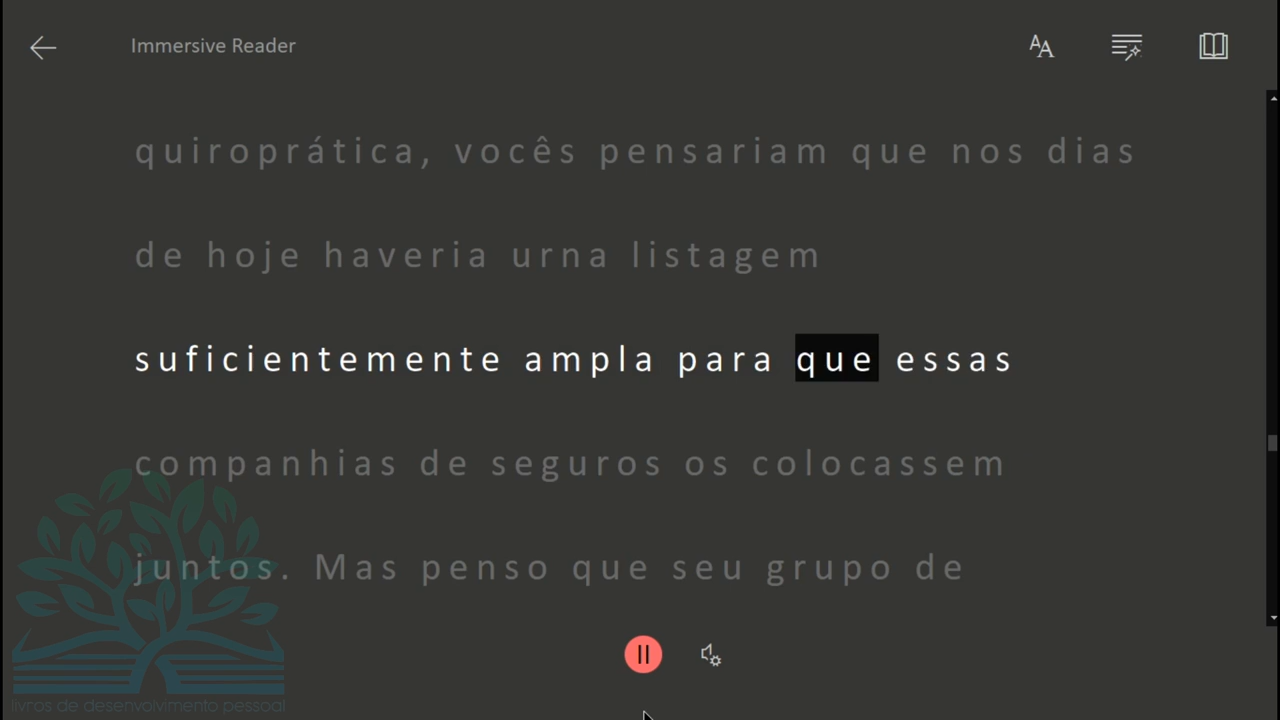 Immersive Reader
quiroprática, vocês pensariam que nos dias
de hoje haveria urna listagem
suficientemente ampla para que essas
companhias de seguros os colocassem
juntos. Mas penso que seu grupo de
livros de desenvolvimento pessoal